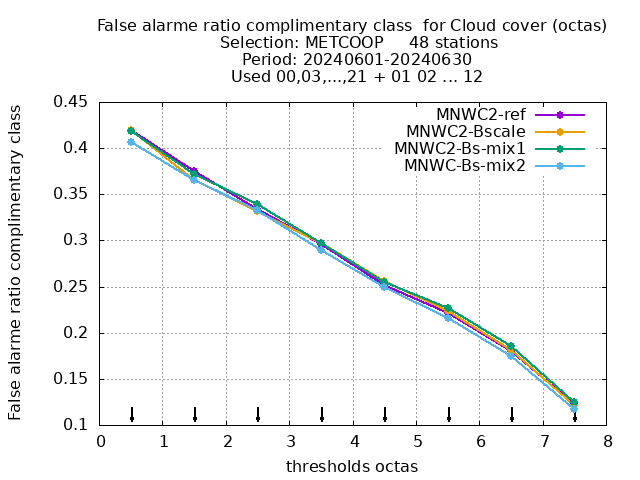 False alarme ratio complimentary class  for Cloud cover (octas)
Selection: METCOOP     48 stations
Period: 20240601-20240630
Used 00,03,...,21 + 01 02 ... 12
False alarme ratio complimentary class
0.45
0.4
0.35
0.3
0.25
0.2
0.15
0.1
MNWC2-ref
MNWC2-Bscale
MNWC2-Bs-mix1
MNWC-Bs-mix2
0 1 2 3 4 5 6 7 8
thresholds octas